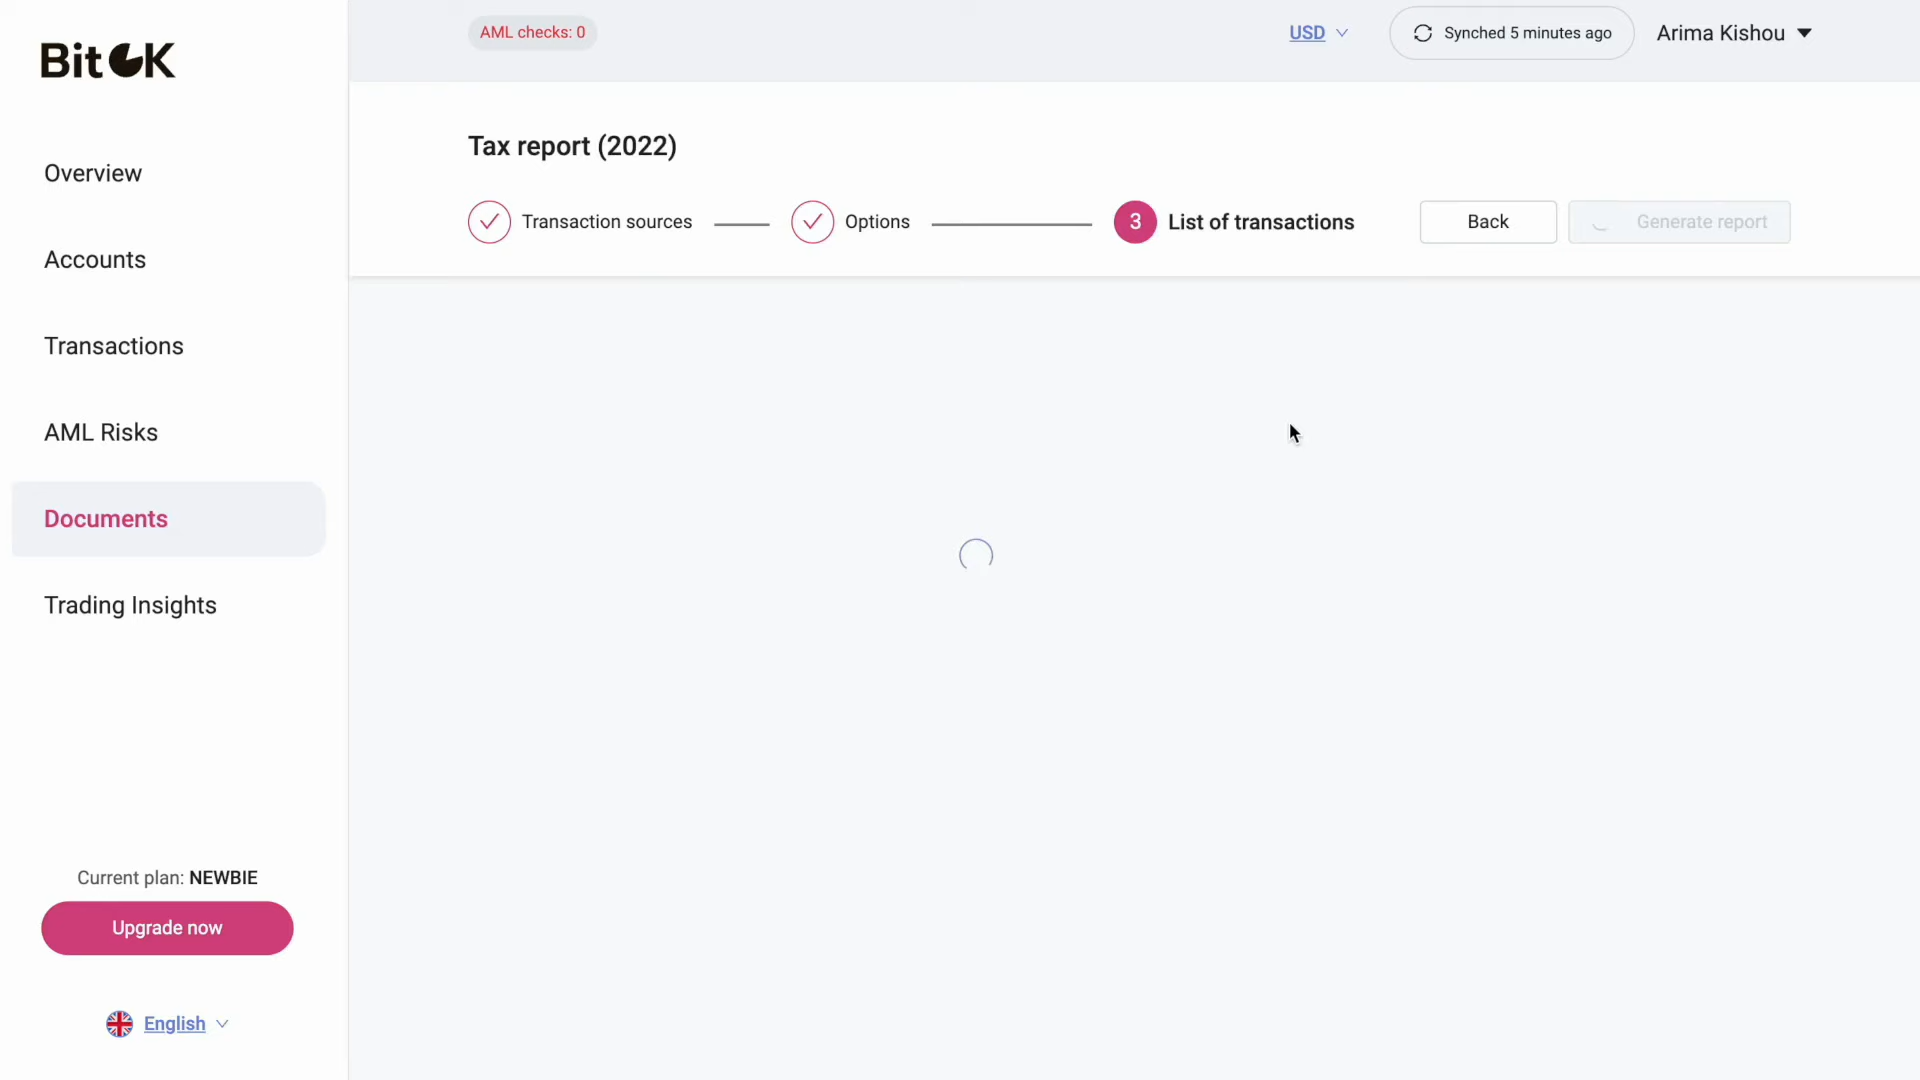 BitOK
Overview
Accounts
Transactions
AML Risks
Documents
Trading Insights
Current plan: NEWBIE
Upgrade now
English
AML checks: 0
USD
Synched 5 minutes ago
Arima Kishou
Tax report (2022)
Transaction sources
Options
3 List of transactions
Back
Generate report